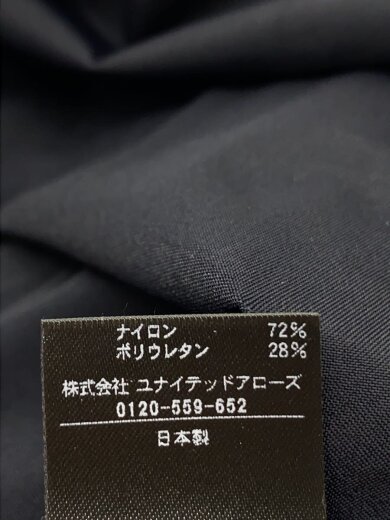 ナイロン 72%
ポリウレタン 28%
株式会社 ユナイテッドアローズ
0120-559-652
日本製